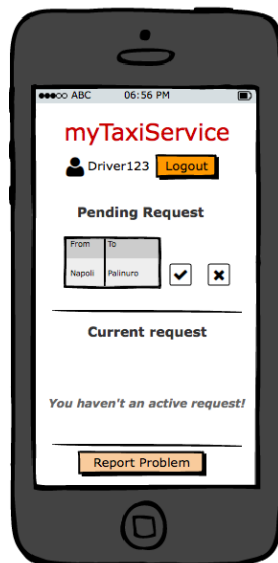 ABC 06:56 PM
myTaxiService
Driver123 Logout
Pending Request
From To
Napoli Palinuro
Current request
You haven't an active request!
Report Problem